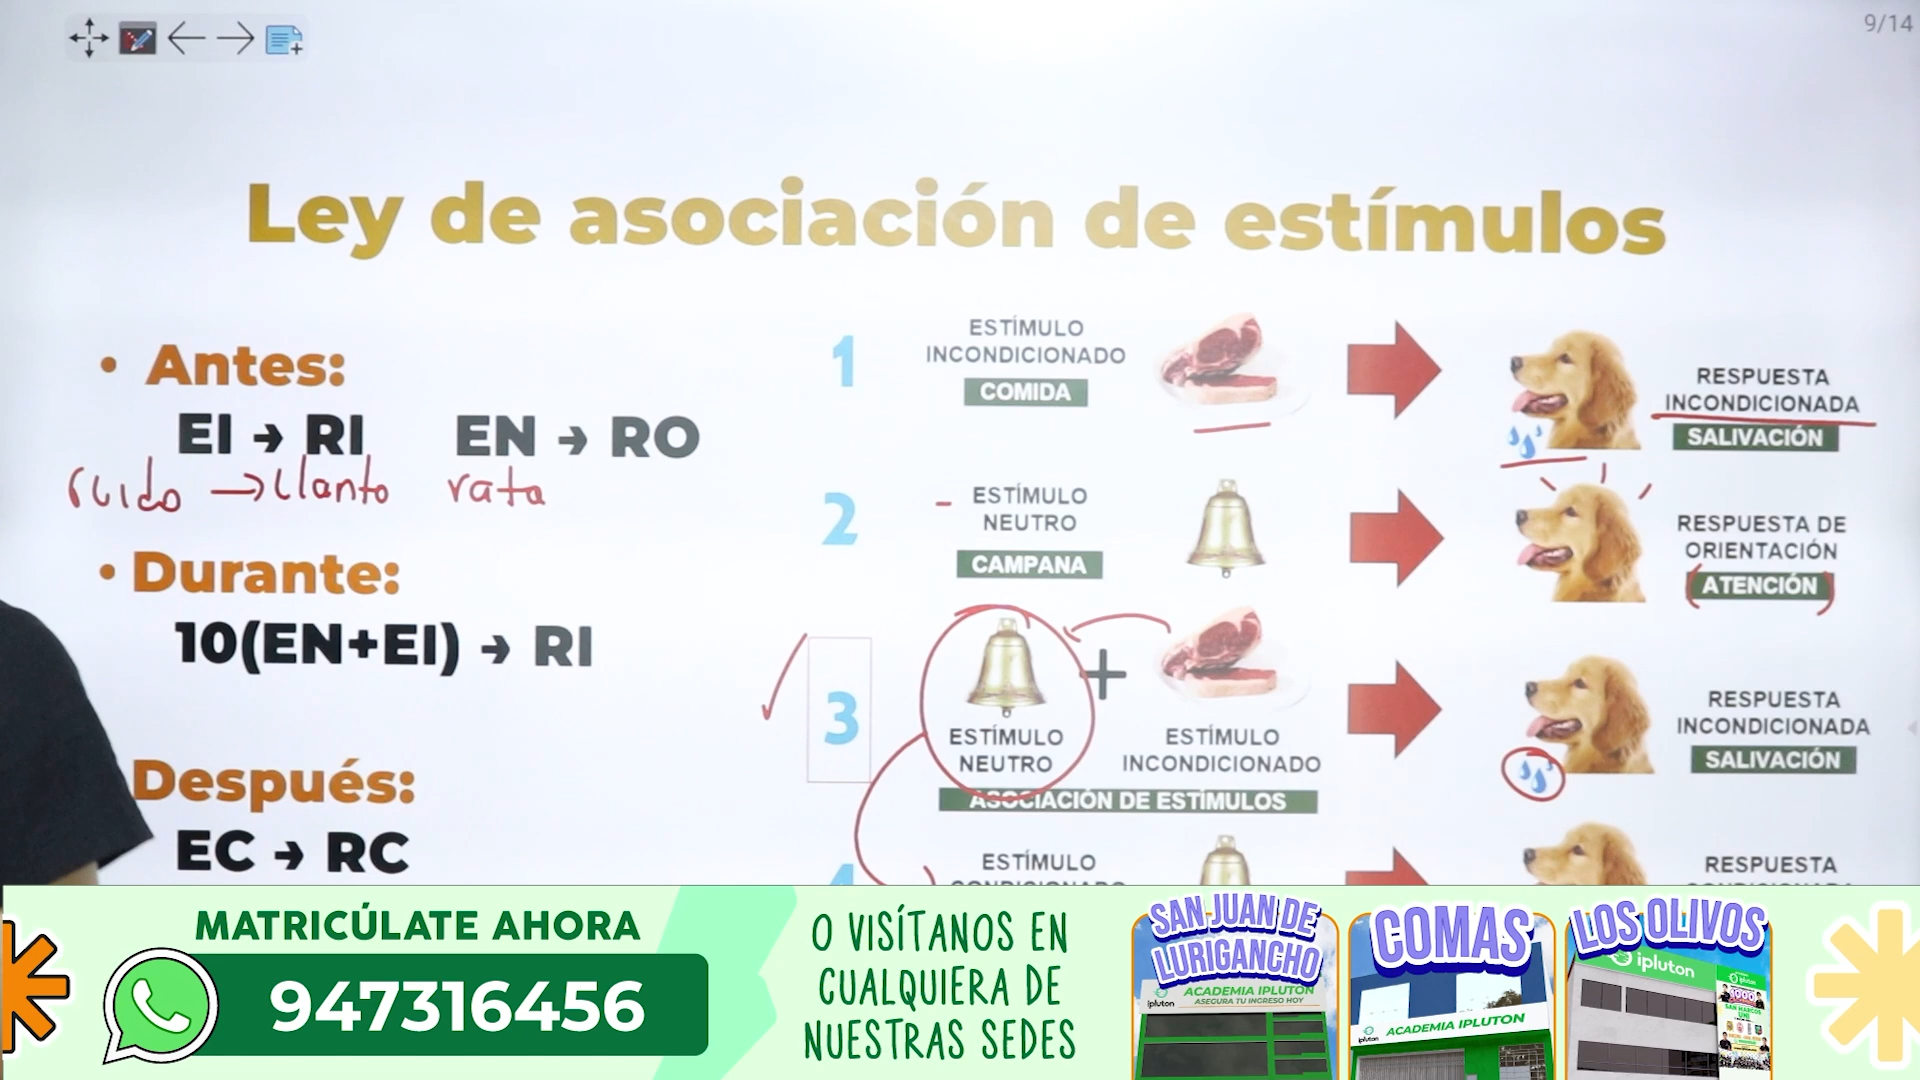 9/14
Ley de asociación de estímulos
• Antes:
EI → RI EN → RO
ruido → llanto rata
• Durante:
10(EN+EI) → RI
Después:
EC → RC
1
ESTÍMULO
INCONDICIONADO
COMIDA
RESPUESTA
INCONDICIONADA
SALIVACIÓN
2
ESTÍMULO
NEUTRO
CAMPANA
RESPUESTA DE
ORIENTACIÓN
ATENCIÓN
3
+
ESTÍMULO
NEUTRO
ESTÍMULO
INCONDICIONADO
ASOCIACIÓN DE ESTÍMULOS
RESPUESTA
INCONDICIONADA
SALIVACIÓN
ESTÍMULO
RESPUESTA
MATRICÚLATE AHORA
947316456
O VISÍTANOS EN
CUALQUIERA DE
NUESTRAS SEDES
SAN JUAN DE
LURIGANCHO
ipluton
ACADEMIA IPLUTON
ASEGURA TU INGRESO HOY
COMAS
ipluton
ACADEMIA IPLUTON
LOS OLIVOS
ipluton